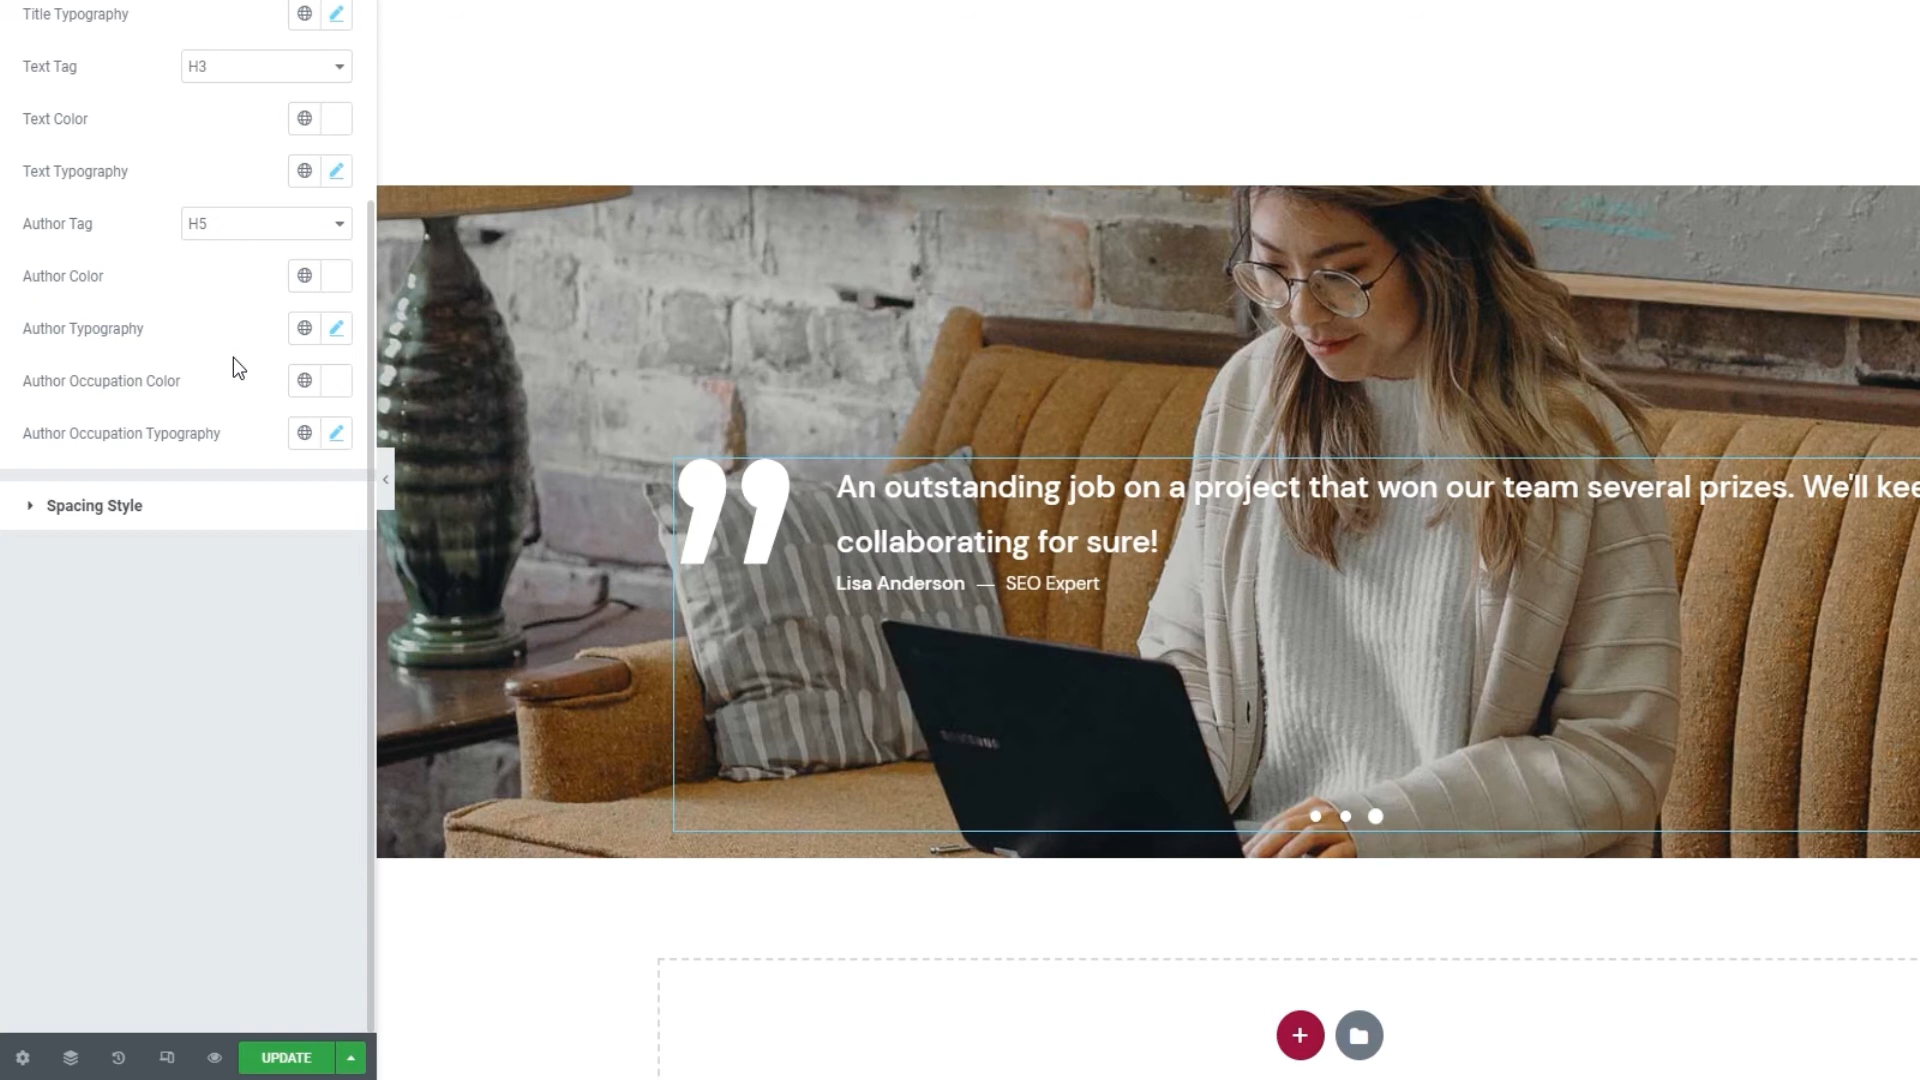 Title Typography
Text Tag H3
Text Color
Text Typography
Author Tag H5
Author Color
Author Typography
Author Occupation Color
Author Occupation Typography
Spacing Style
UPDATE
”
An outstanding job on a project that won our team several prizes. We'll kee
collaborating for sure!
Lisa Anderson — SEO Expert
SAMSUNG